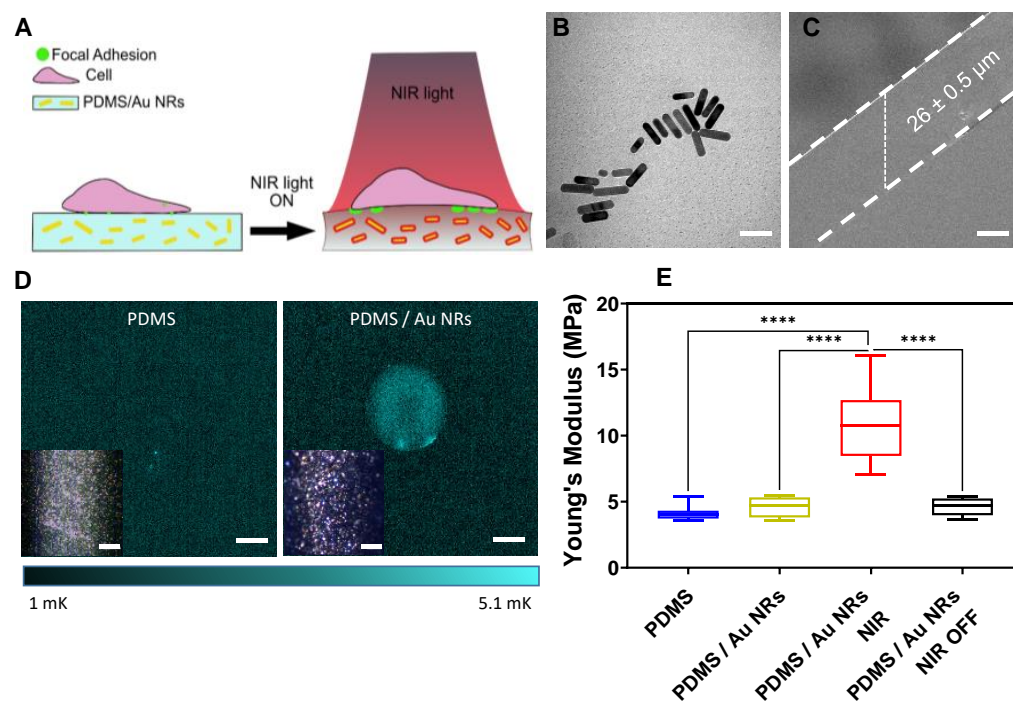 A
Focal Adhesion
Cell
PDMS/Au NRs
NIR light
ON
NIR light
B
C
26 ± 0.5 µm
D
PDMS
PDMS / Au NRs
1 mK
5.1 mK
E
Young's Modulus (MPa)
20
15
10
5
0
****
****
****
PDMS
PDMS / Au NRs
PDMS / Au NRs
NIR
PDMS / Au NRs
NIR OFF